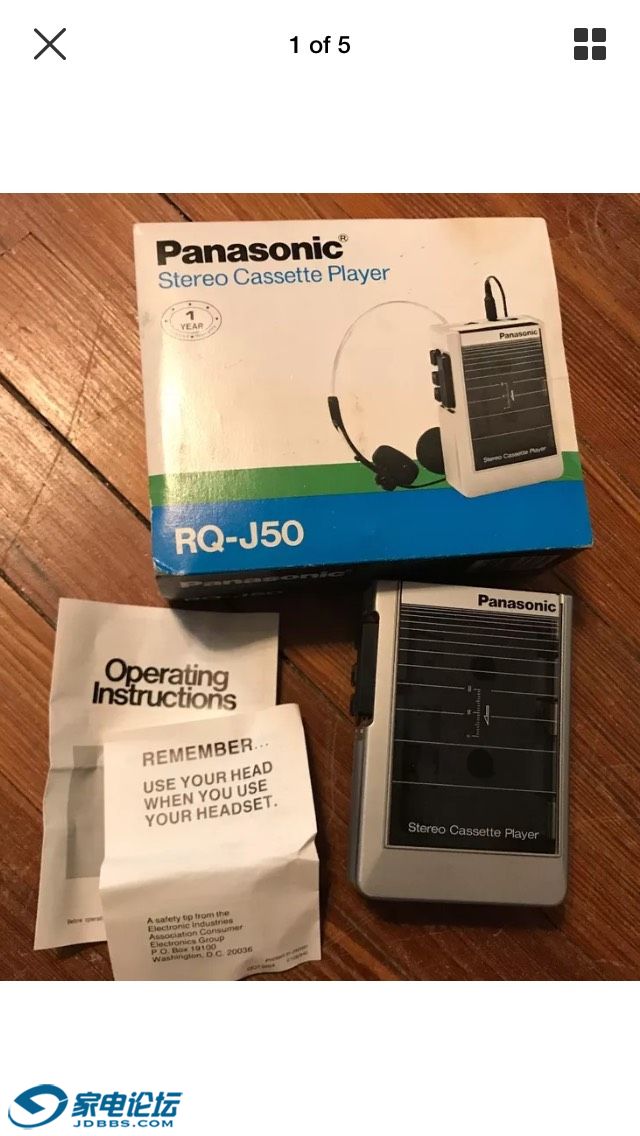 1 of 5
Panasonic®
Stereo Cassette Player
1
YEAR
Panasonic
Stereo Cassette Player
RQ-J50
Panasonic
Panasonic
Stereo Cassette Player
Operating
Instructions
REMEMBER...
USE YOUR HEAD
WHEN YOU USE
YOUR HEADSET.
A safety tip from the
Electronic Industries
Association Consumer
Electronics Group
P.O. Box 19100
Washington, D.C. 20036
家电论坛
JDBBS.COM